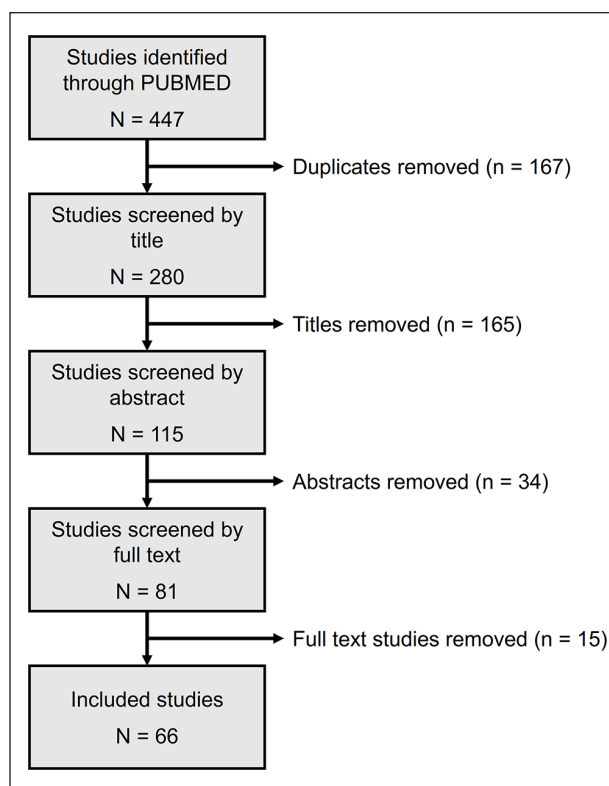 Studies identified
through PUBMED
N = 447
Duplicates removed (n = 167)
Studies screened by
title
N = 280
Titles removed (n = 165)
Studies screened by
abstract
N = 115
Abstracts removed (n = 34)
Studies screened by
full text
N = 81
Full text studies removed (n = 15)
Included studies
N = 66